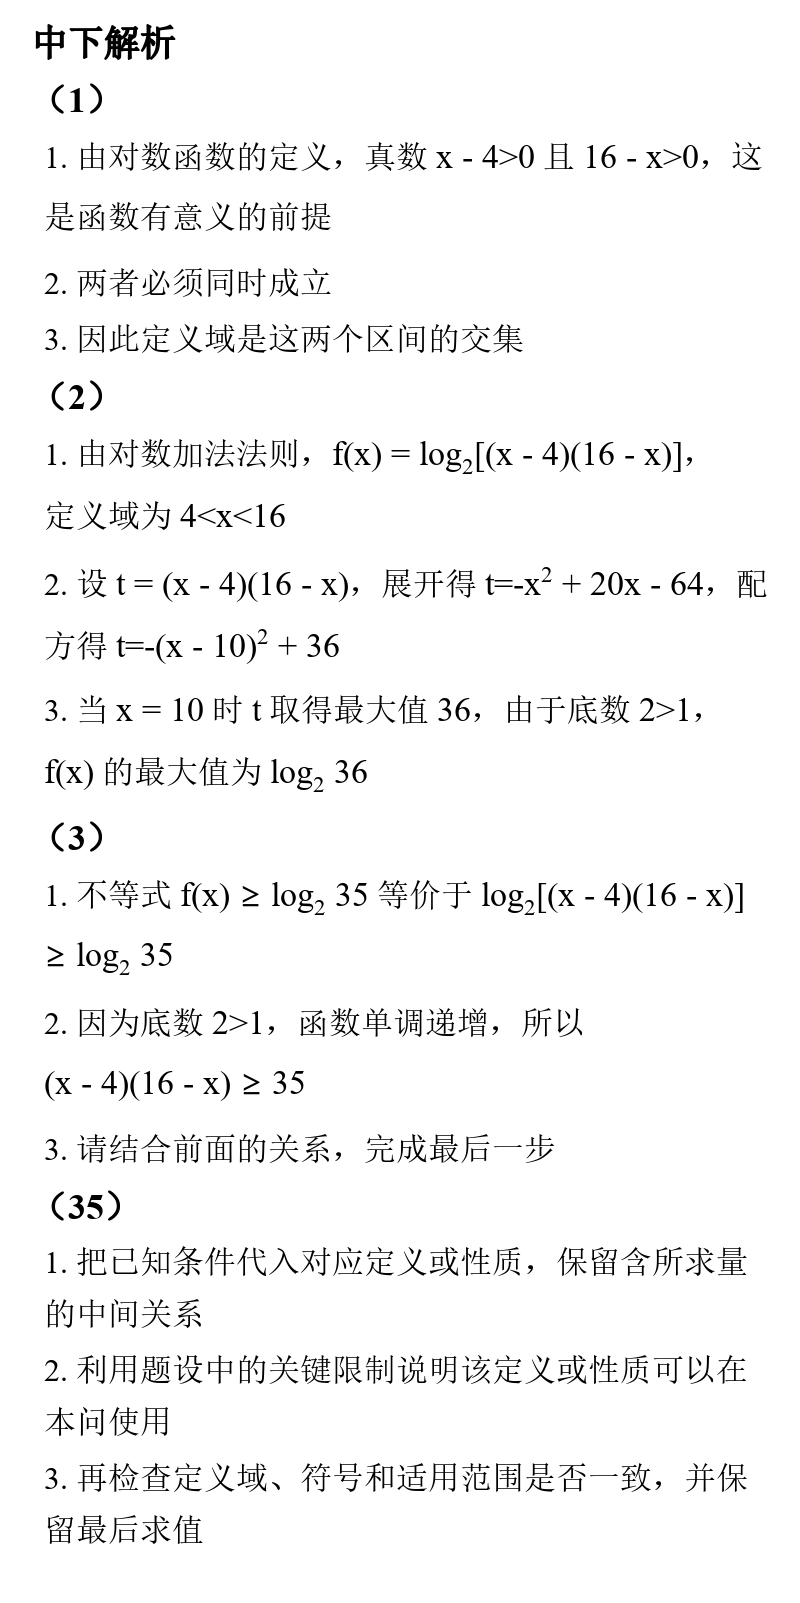 中下解析
（1）
1. 由对数函数的定义，真数 x - 4>0 且 16 - x>0，这
是函数有意义的前提
2. 两者必须同时成立
3. 因此定义域是这两个区间的交集
（2）
1. 由对数加法法则，f(x) = log₂[(x - 4)(16 - x)]，
定义域为 4<x<16
2. 设 t = (x - 4)(16 - x)，展开得 t=-x² + 20x - 64，配
方得 t=-(x - 10)² + 36
3. 当 x = 10 时 t 取得最大值 36，由于底数 2>1，
f(x) 的最大值为 log₂ 36
（3）
1. 不等式 f(x) ≥ log₂ 35 等价于 log₂[(x - 4)(16 - x)]
≥ log₂ 35
2. 因为底数 2>1，函数单调递增，所以
(x - 4)(16 - x) ≥ 35
3. 请结合前面的关系，完成最后一步
（35）
1. 把已知条件代入对应定义或性质，保留含所求量
的中间关系
2. 利用题设中的关键限制说明该定义或性质可以在
本问使用
3. 再检查定义域、符号和适用范围是否一致，并保
留最后求值